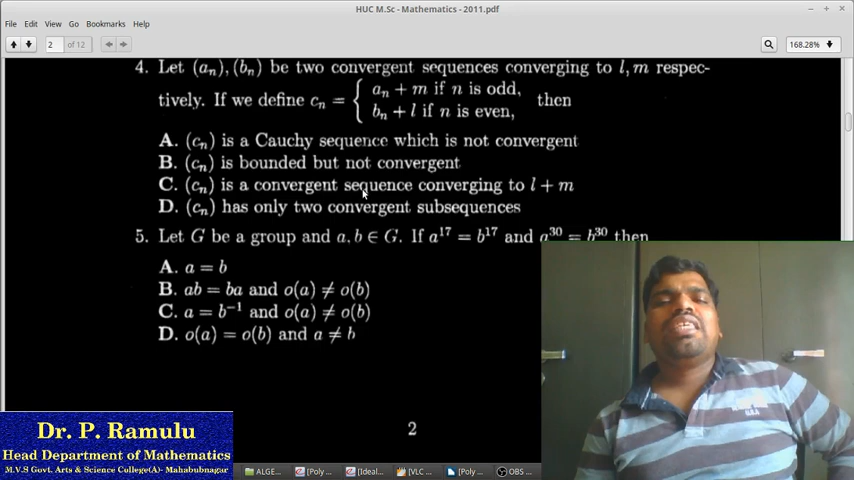 HUC M.Sc - Mathematics - 2011.pdf
File Edit View Go Bookmarks Help
2 of 12 168.28%
4. Let (aₙ), (bₙ) be two convergent sequences converging to l, m respec-
tively. If we define cₙ = { aₙ + m if n is odd,
bₙ + l if n is even, then
A. (cₙ) is a Cauchy sequence which is not convergent
B. (cₙ) is bounded but not convergent
C. (cₙ) is a convergent sequence converging to l + m
D. (cₙ) has only two convergent subsequences
5. Let G be a group and a, b ∈ G. If a¹⁷ = b¹⁷ and a³⁰ = b³⁰ then
A. a = b
B. ab = ba and o(a) ≠ o(b)
C. a = b⁻¹ and o(a) ≠ o(b)
D. o(a) = o(b) and a ≠ b
2
Dr. P. Ramulu
Head Department of Mathematics
M.V.S Govt. Arts & Science College(A)- Mahabubnagar
ALGE... [Poly ... [Ideal... [VLC ... [Poly ... OBS ...